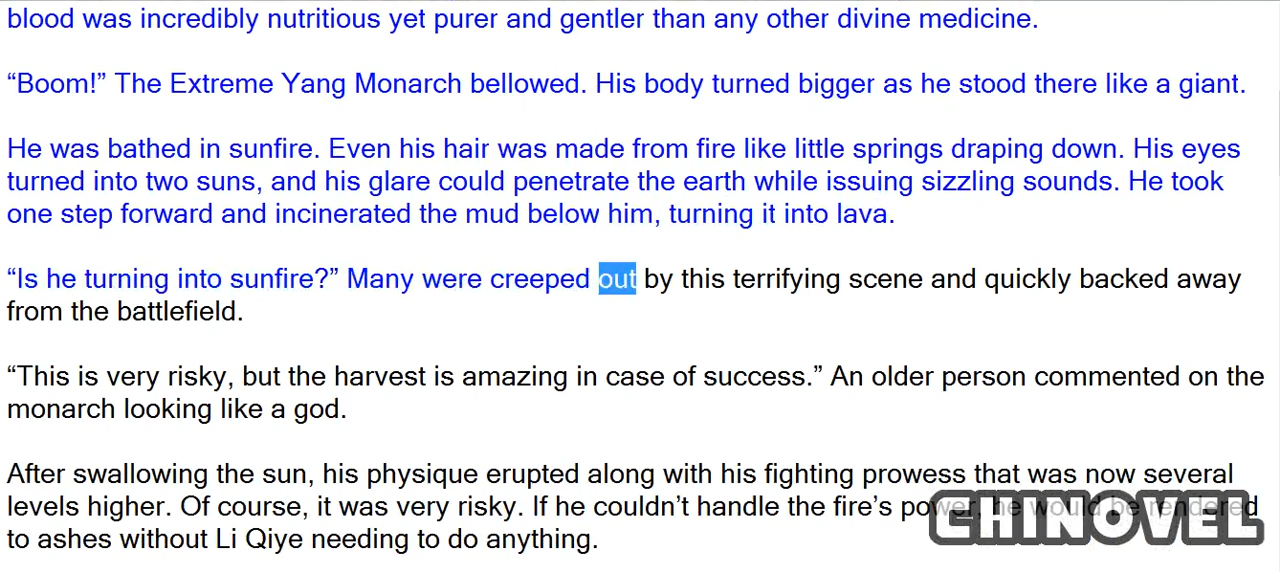 blood was incredibly nutritious yet purer and gentler than any other divine medicine.
“Boom!” The Extreme Yang Monarch bellowed. His body turned bigger as he stood there like a giant.
He was bathed in sunfire. Even his hair was made from fire like little springs draping down. His eyes
turned into two suns, and his glare could penetrate the earth while issuing sizzling sounds. He took
one step forward and incinerated the mud below him, turning it into lava.
“Is he turning into sunfire?” Many were creeped out by this terrifying scene and quickly backed away
from the battlefield.
“This is very risky, but the harvest is amazing in case of success.” An older person commented on the
monarch looking like a god.
After swallowing the sun, his physique erupted along with his fighting prowess that was now several
levels higher. Of course, it was very risky. If he couldn’t handle the fire’s power, he would be rendered
to ashes without Li Qiye needing to do anything.
CHINOVEL